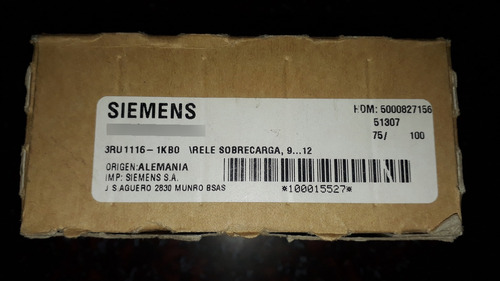 SIEMENS
HOM: 5000827156
51307
75/ 100
3RU1116-1KB0 \RELE SOBRECARGA, 9...12
ORIGEN:ALEMANIA
IMP: SIEMENS S.A.
J S AGUERO 2830 MUNRO BSAS
*100015527*
N